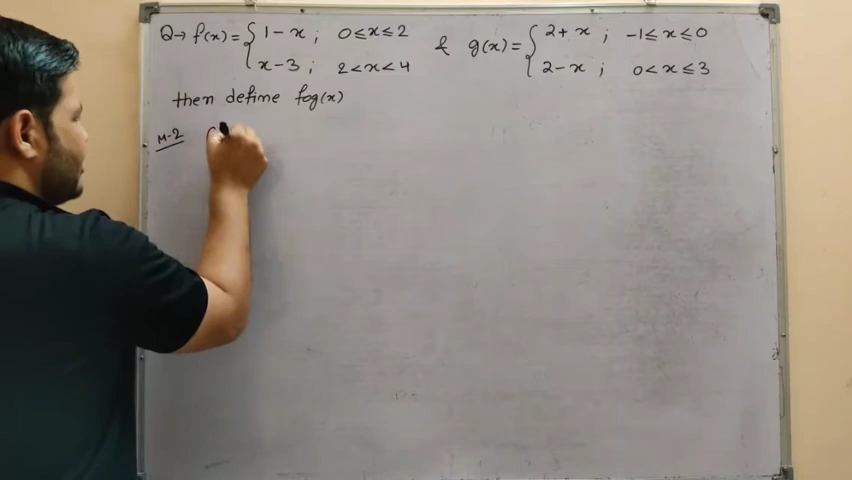 Q→ f(x) = { 1 - x ; 0 ≤ x ≤ 2 & g(x) = { 2 + x ; -1 ≤ x ≤ 0
x - 3 ; 2 < x < 4 2 - x ; 0 < x ≤ 3
then define fog(x)
M-2 (